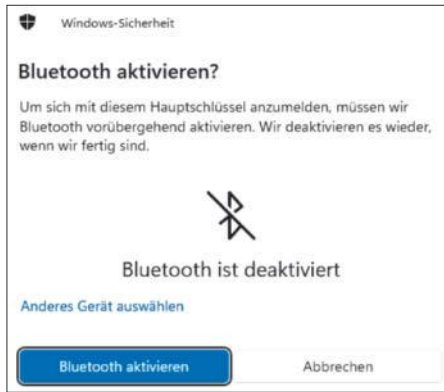 Windows-Sicherheit
Bluetooth aktivieren?
Um sich mit diesem Hauptschlüssel anzumelden, müssen wir
Bluetooth vorübergehend aktivieren. Wir deaktivieren es wieder,
wenn wir fertig sind.
Bluetooth ist deaktiviert
Anderes Gerät auswählen
Bluetooth aktivieren
Abbrechen